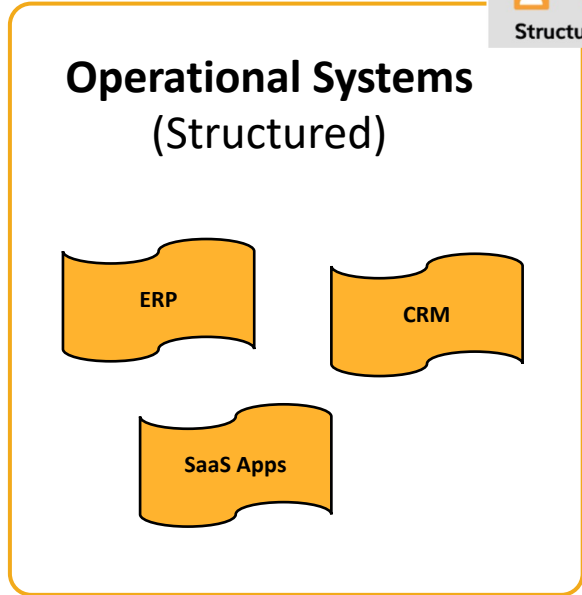 Operational Systems
(Structured)
ERP
CRM
SaaS Apps